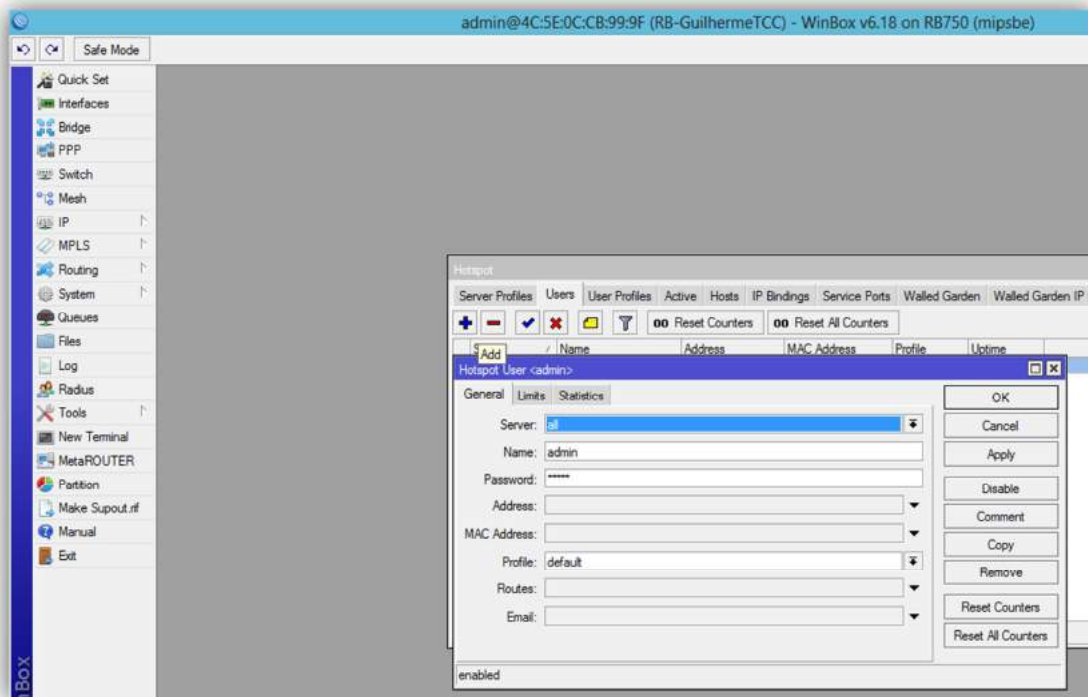 admin@4C:5E:0C:CB:99:9F (RB-GuilhermeTCC) - WinBox v6.18 on RB750 (mipsbe)
Safe Mode
Quick Set
Interfaces
Bridge
PPP
Switch
Mesh
IP
MPLS
Routing
System
Queues
Files
Log
Radius
Tools
New Terminal
MetaROUTER
Partition
Make Supout.rif
Manual
Exit
Hotspot
Server Profiles Users User Profiles Active Hosts IP Bindings Service Ports Walled Garden Walled Garden IP
00 Reset Counters 00 Reset All Counters
Name Address MAC Address Profile Uptime
Add
Hotspot User <admin>
General Limits Statistics
Server: all
Name: admin
Password: *****
Address:
MAC Address:
Profile: default
Routes:
Email:
OK
Cancel
Apply
Disable
Comment
Copy
Remove
Reset Counters
Reset All Counters
enabled